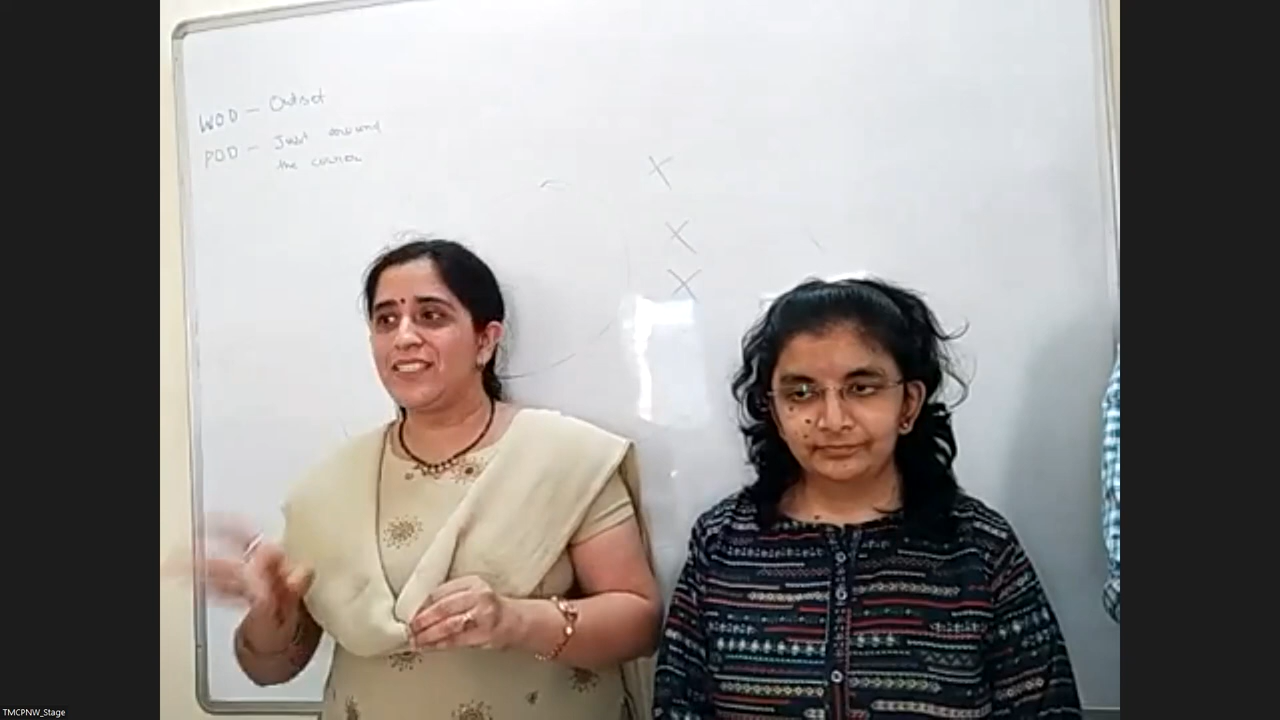 WOD - Outset
POD - Just around
the corner
X
X
X
TMCPNW_Stage